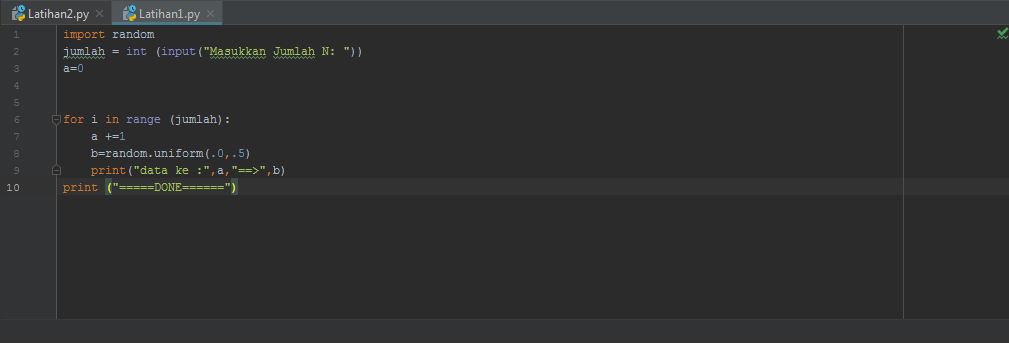 Latihan2.py × Latihan1.py ×
1 import random
2 jumlah = int (input("Masukkan Jumlah N: "))
3 a=0
4
5
6 for i in range (jumlah):
7     a +=1
8     b=random.uniform(.0,.5)
9     print("data ke :",a,"==>",b)
10 print ("=====DONE======")